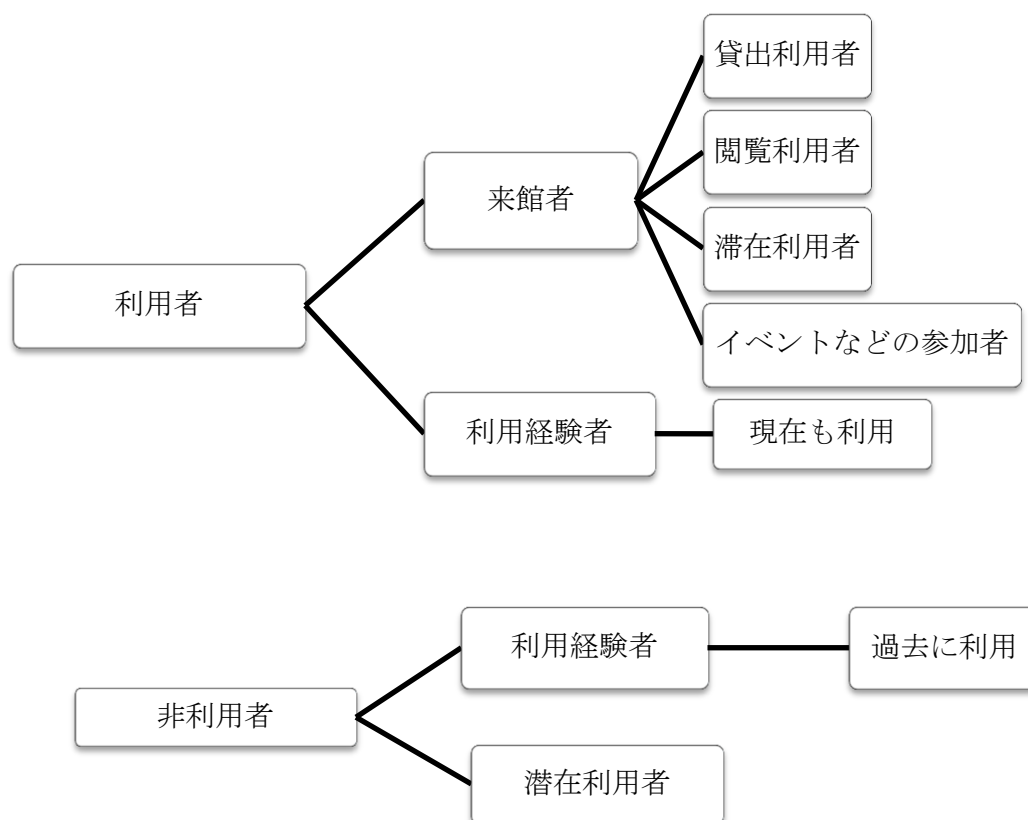 貸出利用者
閲覧利用者
来館者
滞在利用者
利用者
イベントなどの参加者
利用経験者
現在も利用
利用経験者
過去に利用
非利用者
潜在利用者